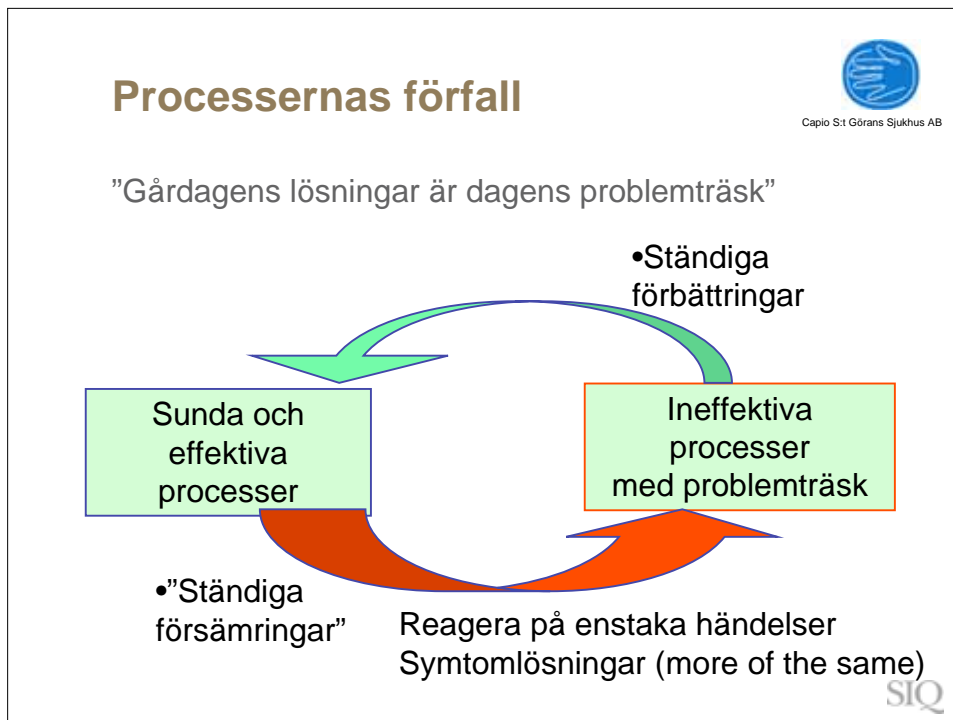 Processernas förfall
Capio S:t Görans Sjukhus AB
”Gårdagens lösningar är dagens problemträsk”
•Ständiga
förbättringar
Sunda och
effektiva
processer
Ineffektiva
processer
med problemträsk
•”Ständiga
försämringar”
Reagera på enstaka händelser
Symtomlösningar (more of the same)
SIQ